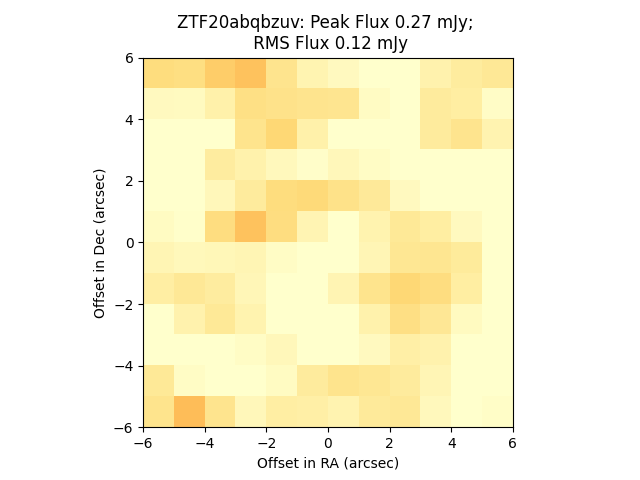 ZTF20abqbzuv: Peak Flux 0.27 mJy;
RMS Flux 0.12 mJy
6
4
2
0
−2
−4
−6
Offset in Dec (arcsec)
−6 −4 −2 0 2 4 6
Offset in RA (arcsec)